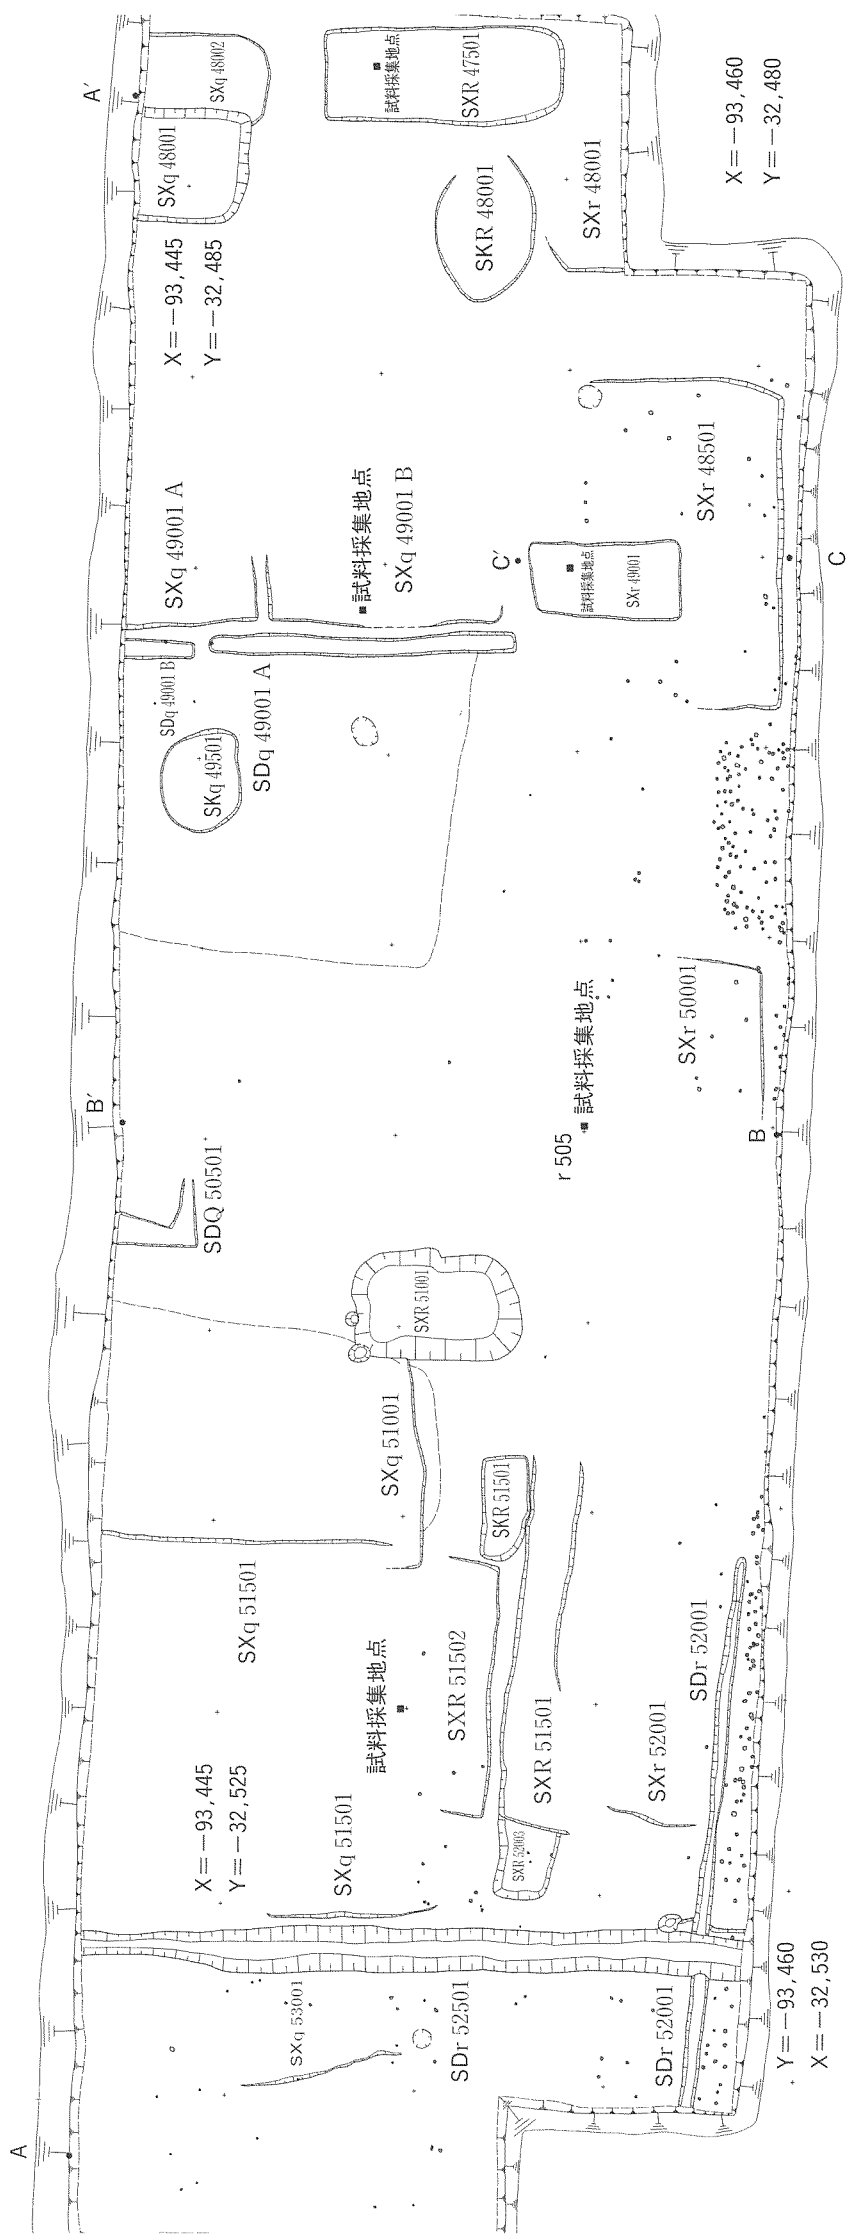 A
A′
B′
B
C′
C
SXq 48002
SXq 48001
X＝−93,445
Y＝−32,485
試料採集地点
SXR 47501
SKR 48001
SXr 48001
X＝−93,460
Y＝−32,480
SXq 49001 A
試料採集地点
SXq 49001 B
SDq 49001 B
SKq 49501
SDq 49001 A
試料採集地点
SXr 49001
SXr 48501
SXr 50001
r 505
試料採集地点
SDQ 50501
SXR 51001
SXq 51001
SKR 51501
SXq 51501
試料採集地点
SXR 51502
SXR 51501
SXr 52001
SDr 52001
X＝−93,445
Y＝−32,525
SXq 51501
SXR 52003
SXq 53001
SDr 52501
SDr 52001
Y＝−93,460
X＝−32,530